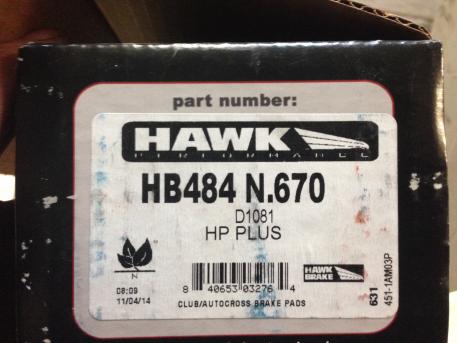 part number:
HAWK
PERFORMANCE
HB484 N.670
D1081
HP PLUS
N
08:09
11/04/14
8 40653 03276 4
HAWK
BRAKE
CLUB/AUTOCROSS BRAKE PADS
631
451-1AM03P